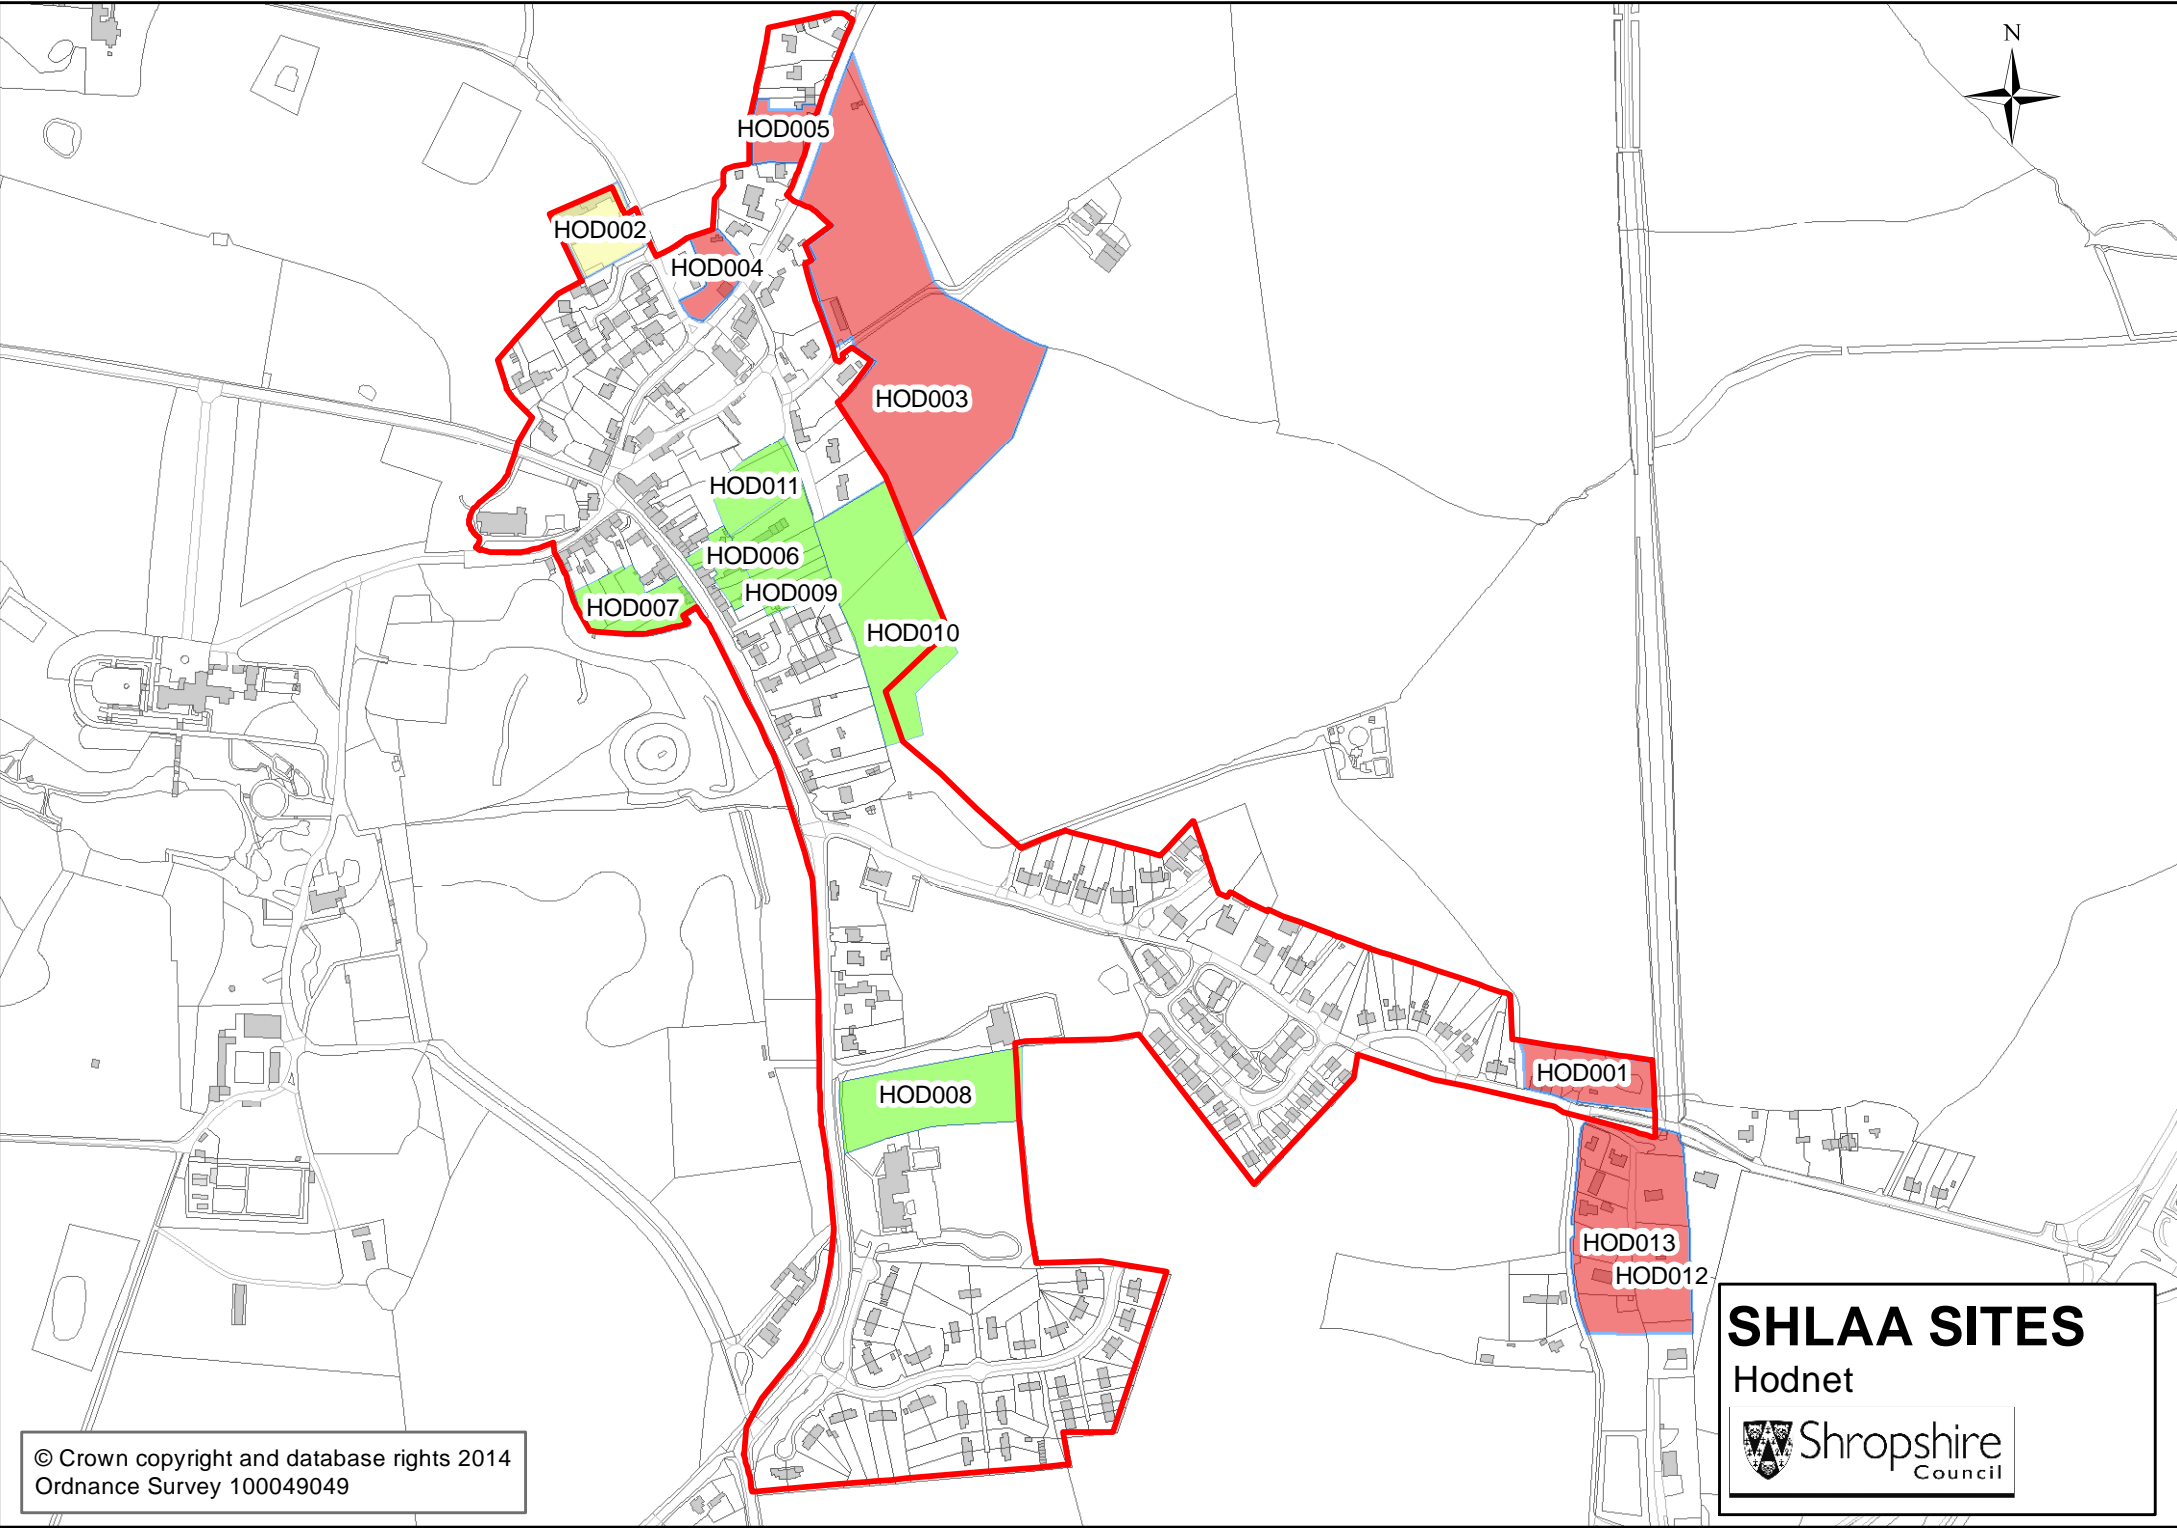 N
HOD005
HOD002
HOD004
HOD003
HOD011
HOD006
HOD009
HOD007
HOD010
HOD001
HOD008
HOD013
HOD012
SHLAA SITES
Hodnet
Shropshire
Council
© Crown copyright and database rights 2014
Ordnance Survey 100049049